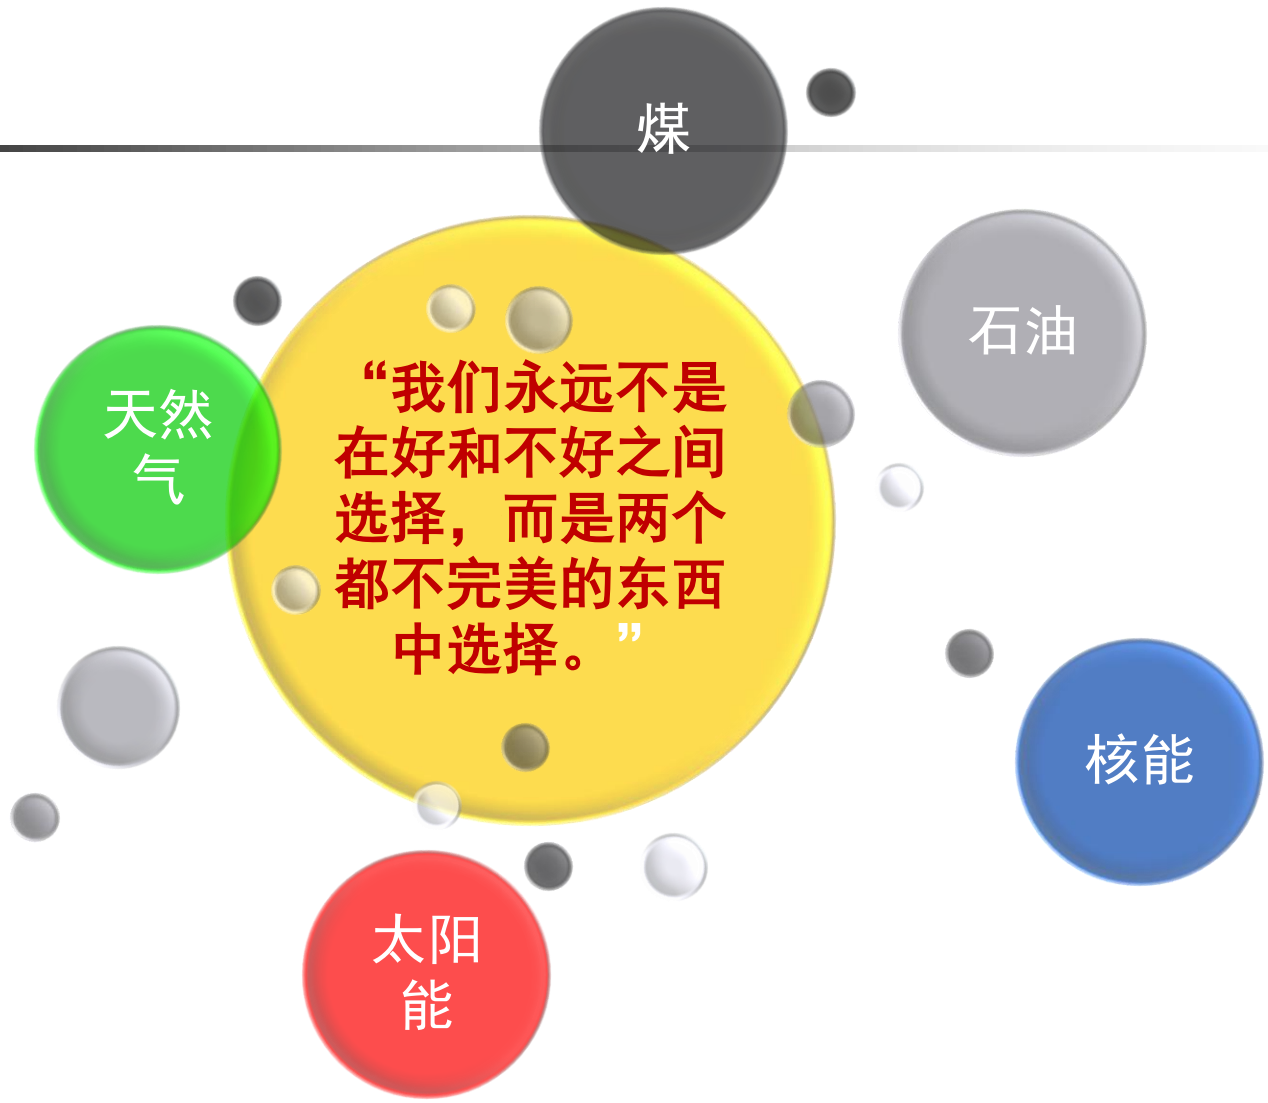 煤
石油
天然
气
“我们永远不是
在好和不好之间
选择，而是两个
都不完美的东西
中选择。”
核能
太阳
能